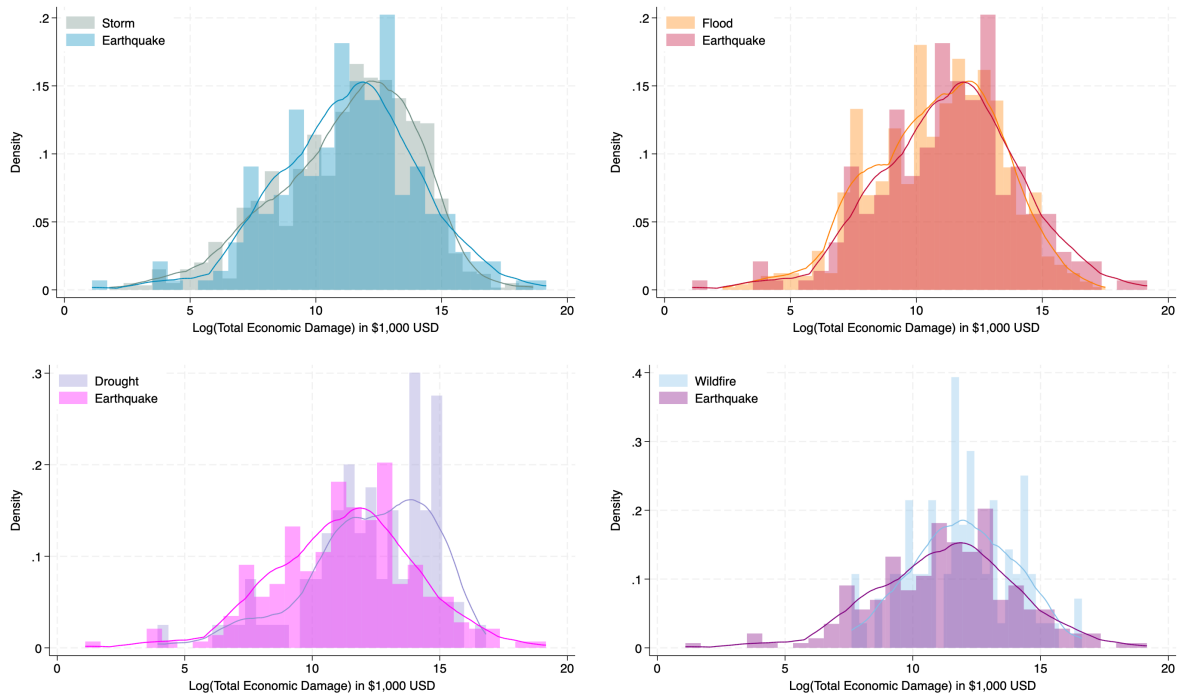 Storm
Earthquake
.2
.15
.1
.05
0
Density
0 5 10 15 20
Log(Total Economic Damage) in $1,000 USD
Flood
Earthquake
.2
.15
.1
.05
0
Density
0 5 10 15 20
Log(Total Economic Damage) in $1,000 USD
Drought
Earthquake
.3
.2
.1
0
Density
0 5 10 15 20
Log(Total Economic Damage) in $1,000 USD
Wildfire
Earthquake
.4
.3
.2
.1
0
Density
0 5 10 15 20
Log(Total Economic Damage) in $1,000 USD